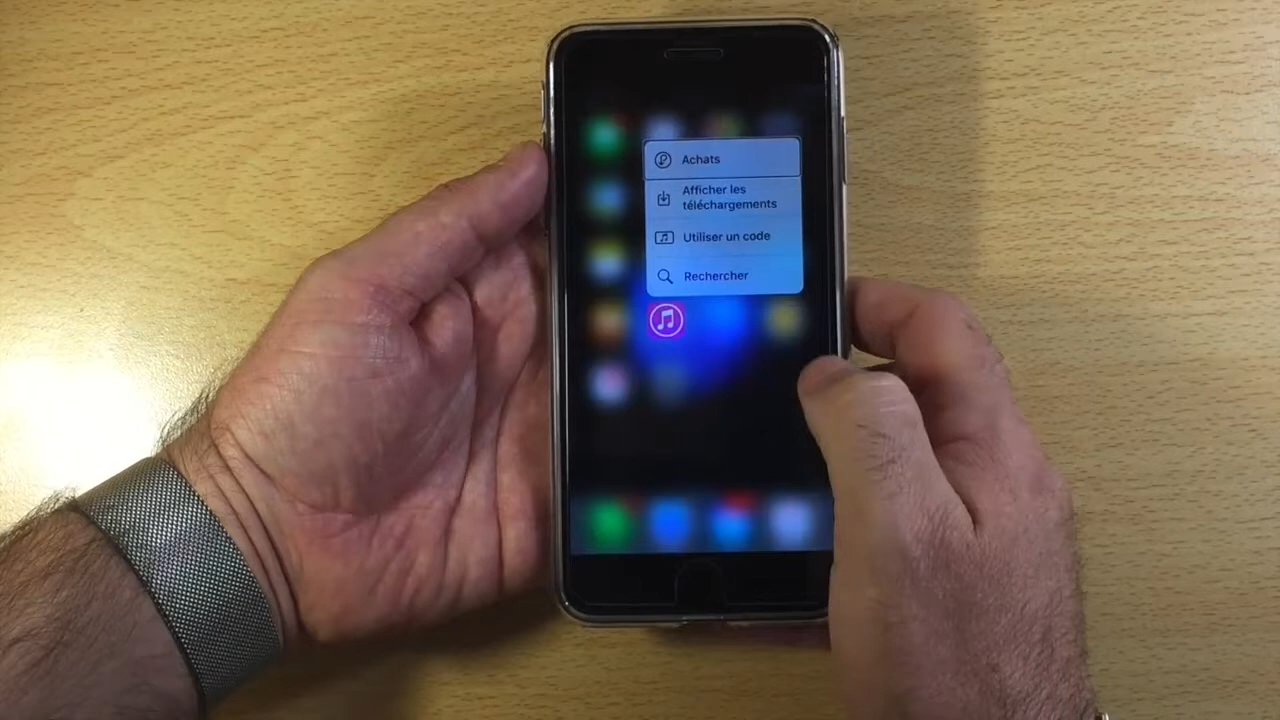 Achats
Afficher les
téléchargements
Utiliser un code
Rechercher